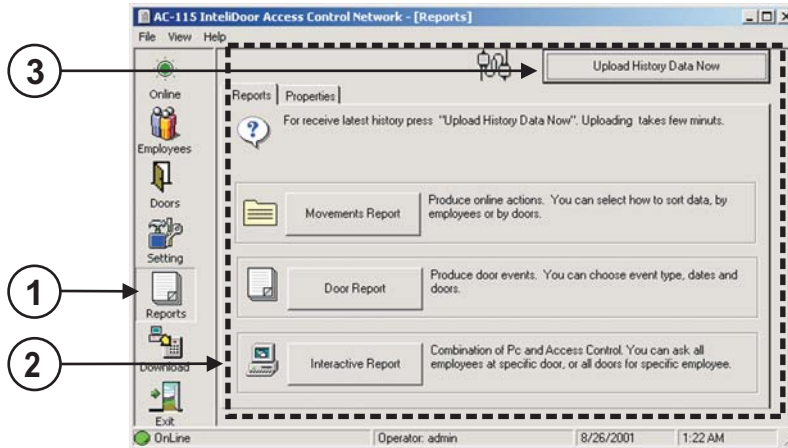 AC-115 InteliDoor Access Control Network - [Reports]
File View Help
3
Upload History Data Now
Online
Reports Properties
For receive latest history press "Upload History Data Now". Uploading takes few minuts.
Employees
Doors
Movements Report
Produce online actions. You can select how to sort data, by
employees or by doors.
Setting
1
Reports
Door Report
Produce door events. You can choose event type, dates and
doors.
2
Download
Interactive Report
Combination of Pc and Access Control. You can ask all
employees at specific door, or all doors for specific employee.
Exit
OnLine
Operator: admin
8/26/2001
1:22 AM